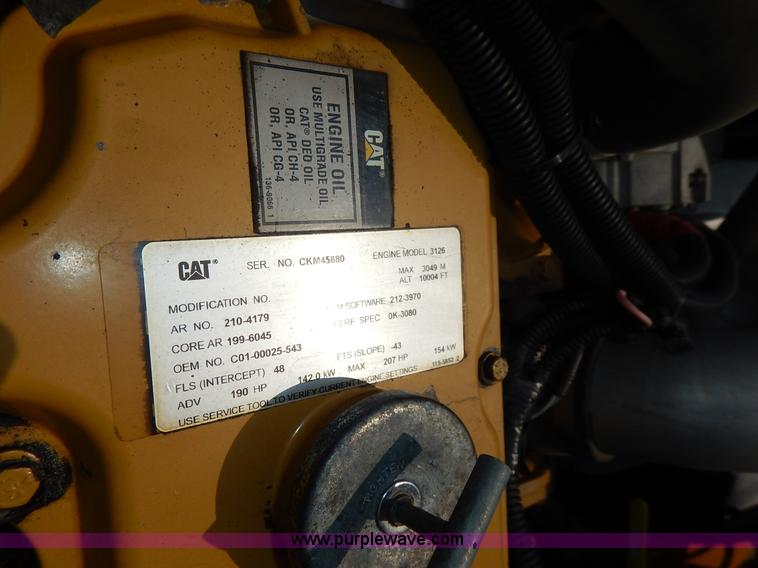 CAT®
ENGINE OIL
USE MULTIGRADE OIL
CAT® DEO OIL
OR, API CH-4
OR, API CG-4
1
CAT®
SER. NO. CKM45880 ENGINE MODEL 3126
MAX 3049 M
ALT 10004 FT
MODIFICATION NO.
SOFTWARE 212-3970
AR NO. 210-4179 PERF SPEC 0K-3080
CORE AR 199-6045
OEM NO. C01-00025-543
FLS (INTERCEPT) 48 FTS (SLOPE) -43
ADV 190 HP 142.0 kW MAX 207 HP 154 kW
USE SERVICE TOOL TO VERIFY CURRENT ENGINE SETTINGS 2
TIGHTEN
www.purplewave.com